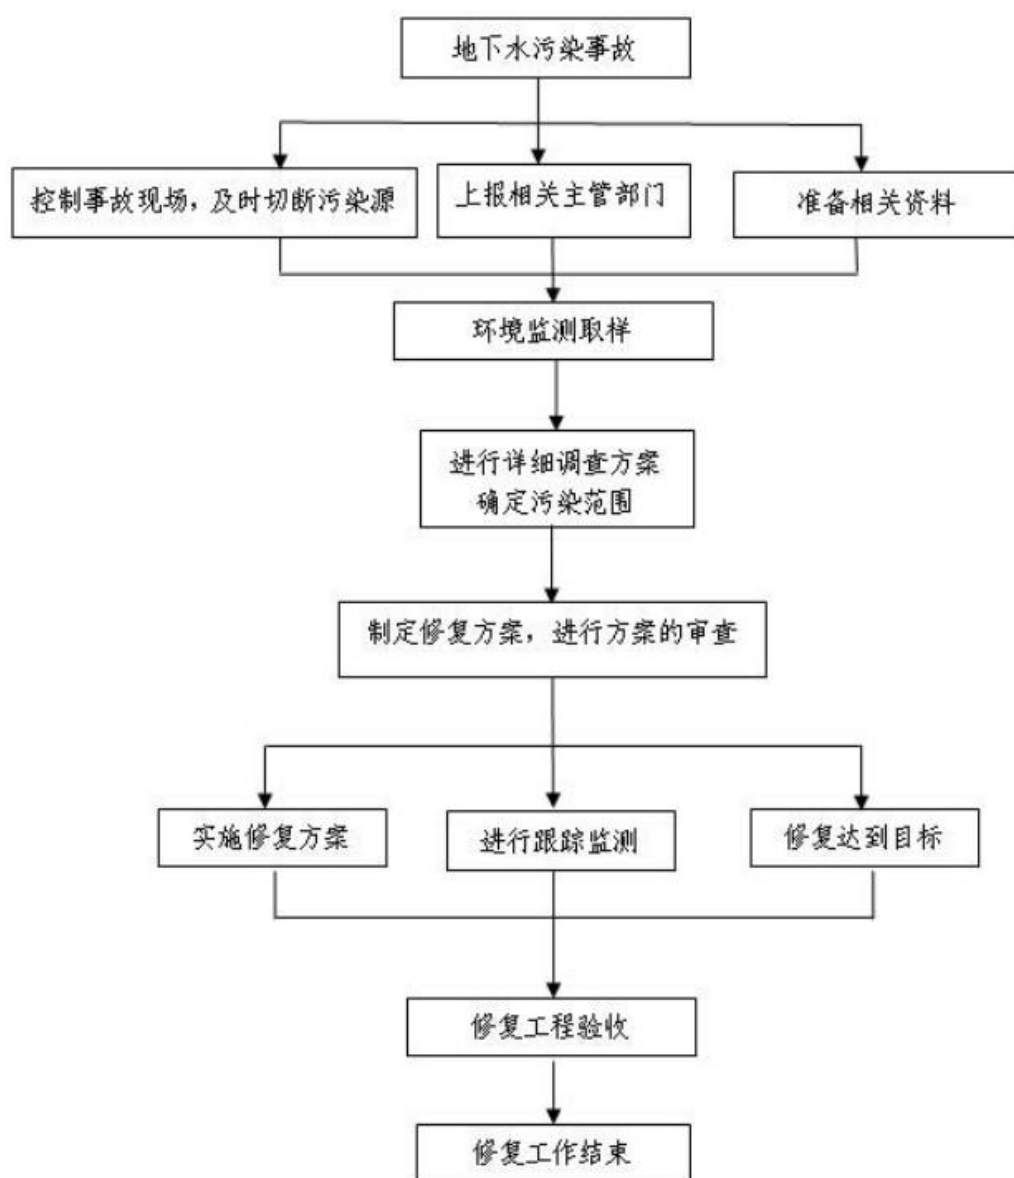 地下水污染事故
控制事故现场，及时切断污染源
上报相关主管部门
准备相关资料
环境监测取样
进行详细调查方案
确定污染范围
制定修复方案，进行方案的审查
实施修复方案
进行跟踪监测
修复达到目标
修复工程验收
修复工作结束